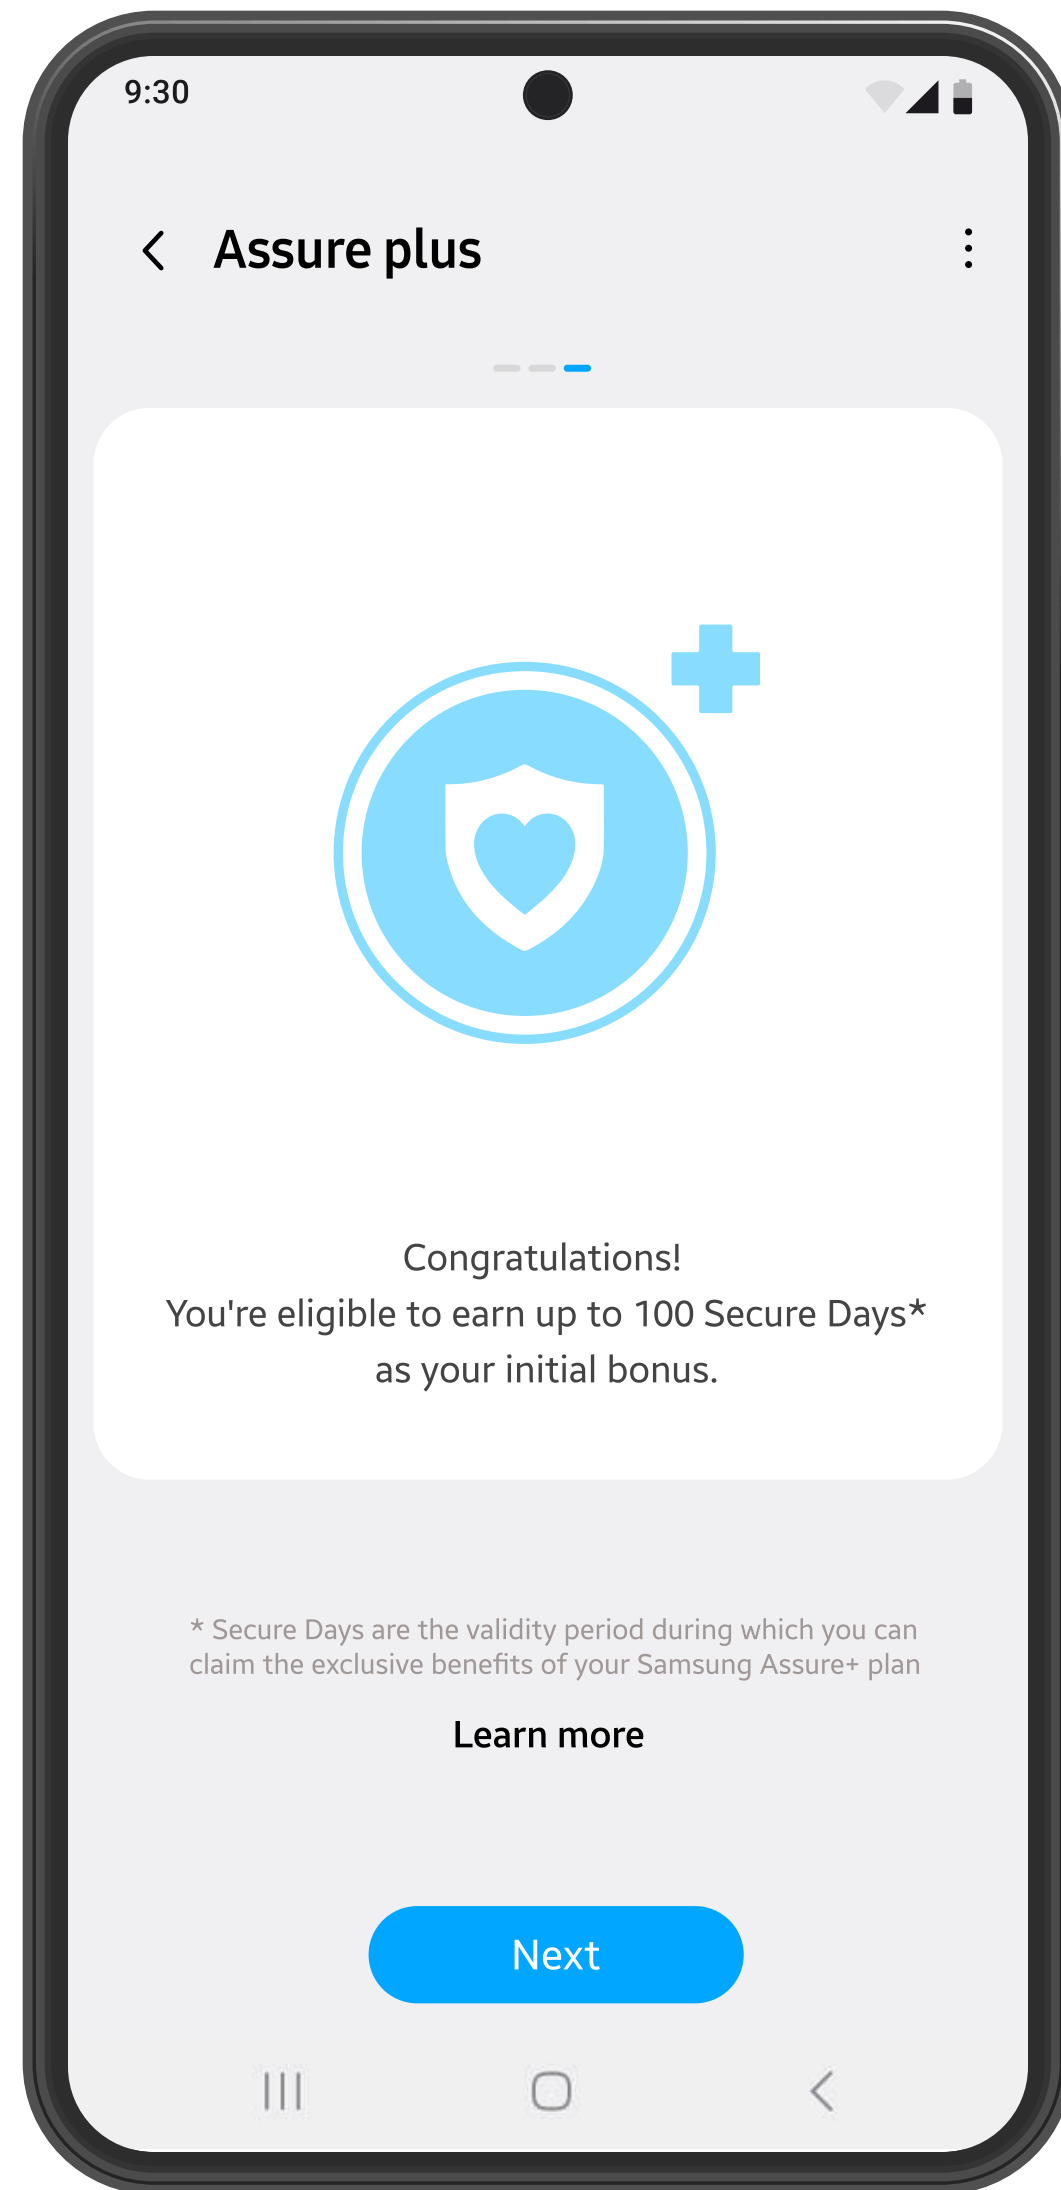 9:30
Assure plus
Congratulations!
You're eligible to earn up to 100 Secure Days*
as your initial bonus.
* Secure Days are the validity period during which you can
claim the exclusive benefits of your Samsung Assure+ plan
Learn more
Next